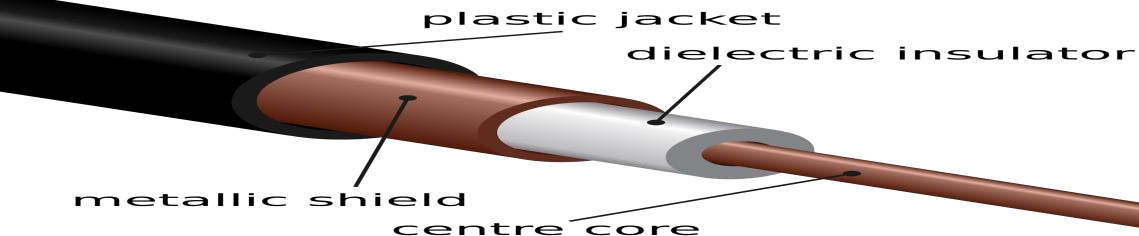 plastic jacket
dielectric insulator
metallic shield
centre core